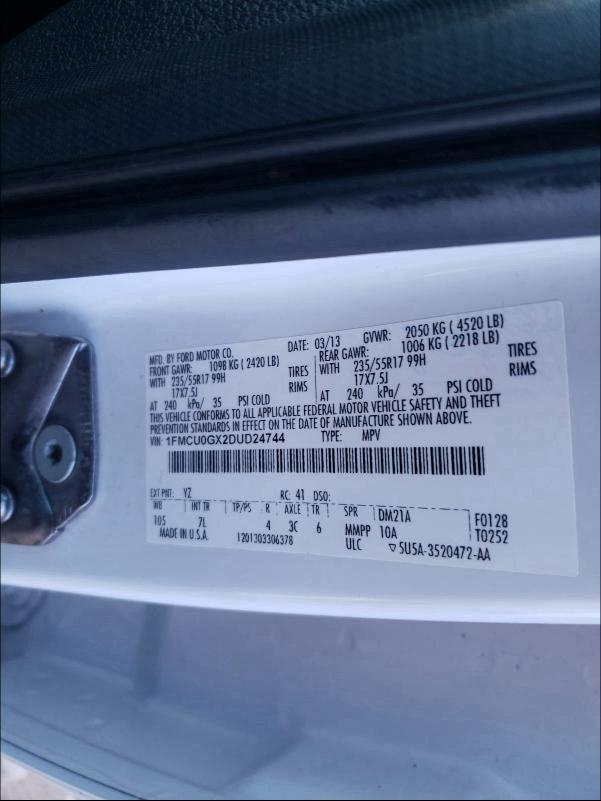 MFD. BY FORD MOTOR CO. DATE: 03/13 GVWR: 2050 KG ( 4520 LB)
FRONT GAWR: 1098 KG ( 2420 LB) REAR GAWR: 1006 KG ( 2218 LB)
WITH 235/55R17 99H TIRES WITH 235/55R17 99H TIRES
17X7.5J RIMS 17X7.5J RIMS
AT 240 kPa/ 35 PSI COLD AT 240 kPa/ 35 PSI COLD
THIS VEHICLE CONFORMS TO ALL APPLICABLE FEDERAL MOTOR VEHICLE SAFETY AND THEFT
PREVENTION STANDARDS IN EFFECT ON THE DATE OF MANUFACTURE SHOWN ABOVE.
VIN: 1FMCU0GX2DUD24744 TYPE: MPV
EXT PNT: YZ RC: 41 DSO:
WB INT TR TP/PS R AXLE TR SPR DM21A F0128
105 7L 4 3C 6 MMPP 10A T0252
MADE IN U.S.A. 1201303306378 ULC ▽5U5A-3520472-AA